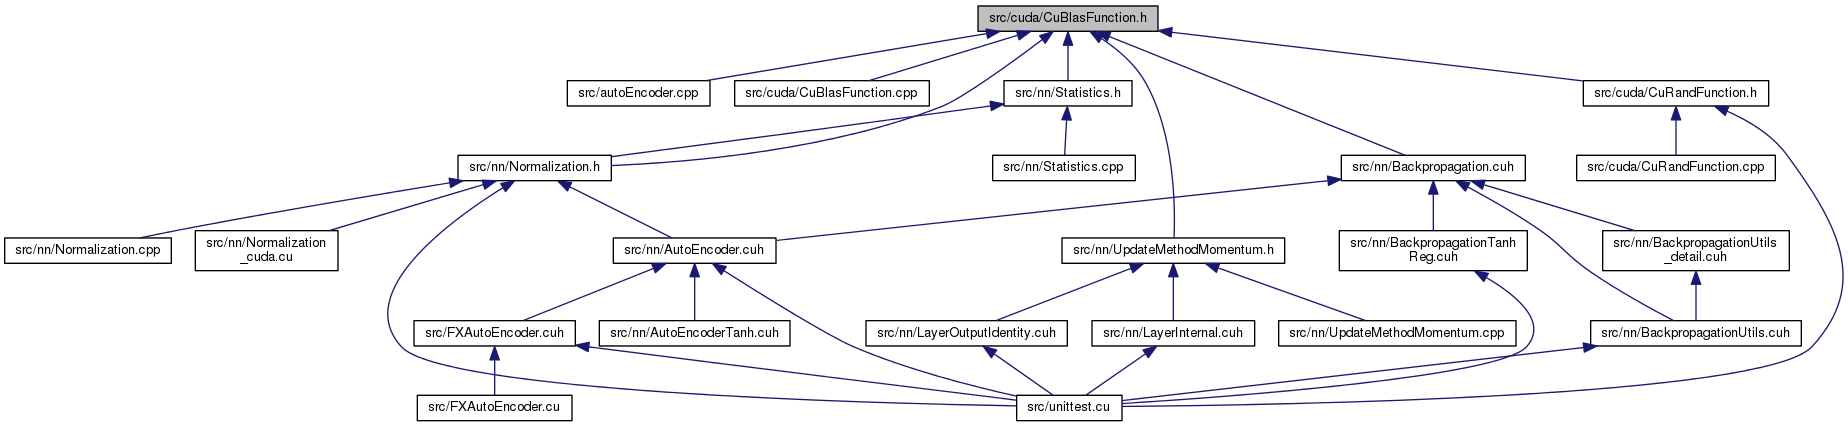 src/cuda/CuBlasFunction.h
src/autoEncoder.cpp
src/cuda/CuBlasFunction.cpp
src/nn/Statistics.h
src/cuda/CuRandFunction.h
src/nn/Normalization.h
src/nn/Statistics.cpp
src/nn/Backpropagation.cuh
src/cuda/CuRandFunction.cpp
src/nn/Normalization.cpp
src/nn/Normalization
_cuda.cu
src/nn/AutoEncoder.cuh
src/nn/UpdateMethodMomentum.h
src/nn/BackpropagationTanh
Reg.cuh
src/nn/BackpropagationUtils
_detail.cuh
src/FXAutoEncoder.cuh
src/nn/AutoEncoderTanh.cuh
src/nn/LayerOutputIdentity.cuh
src/nn/LayerInternal.cuh
src/nn/UpdateMethodMomentum.cpp
src/nn/BackpropagationUtils.cuh
src/FXAutoEncoder.cu
src/unittest.cu